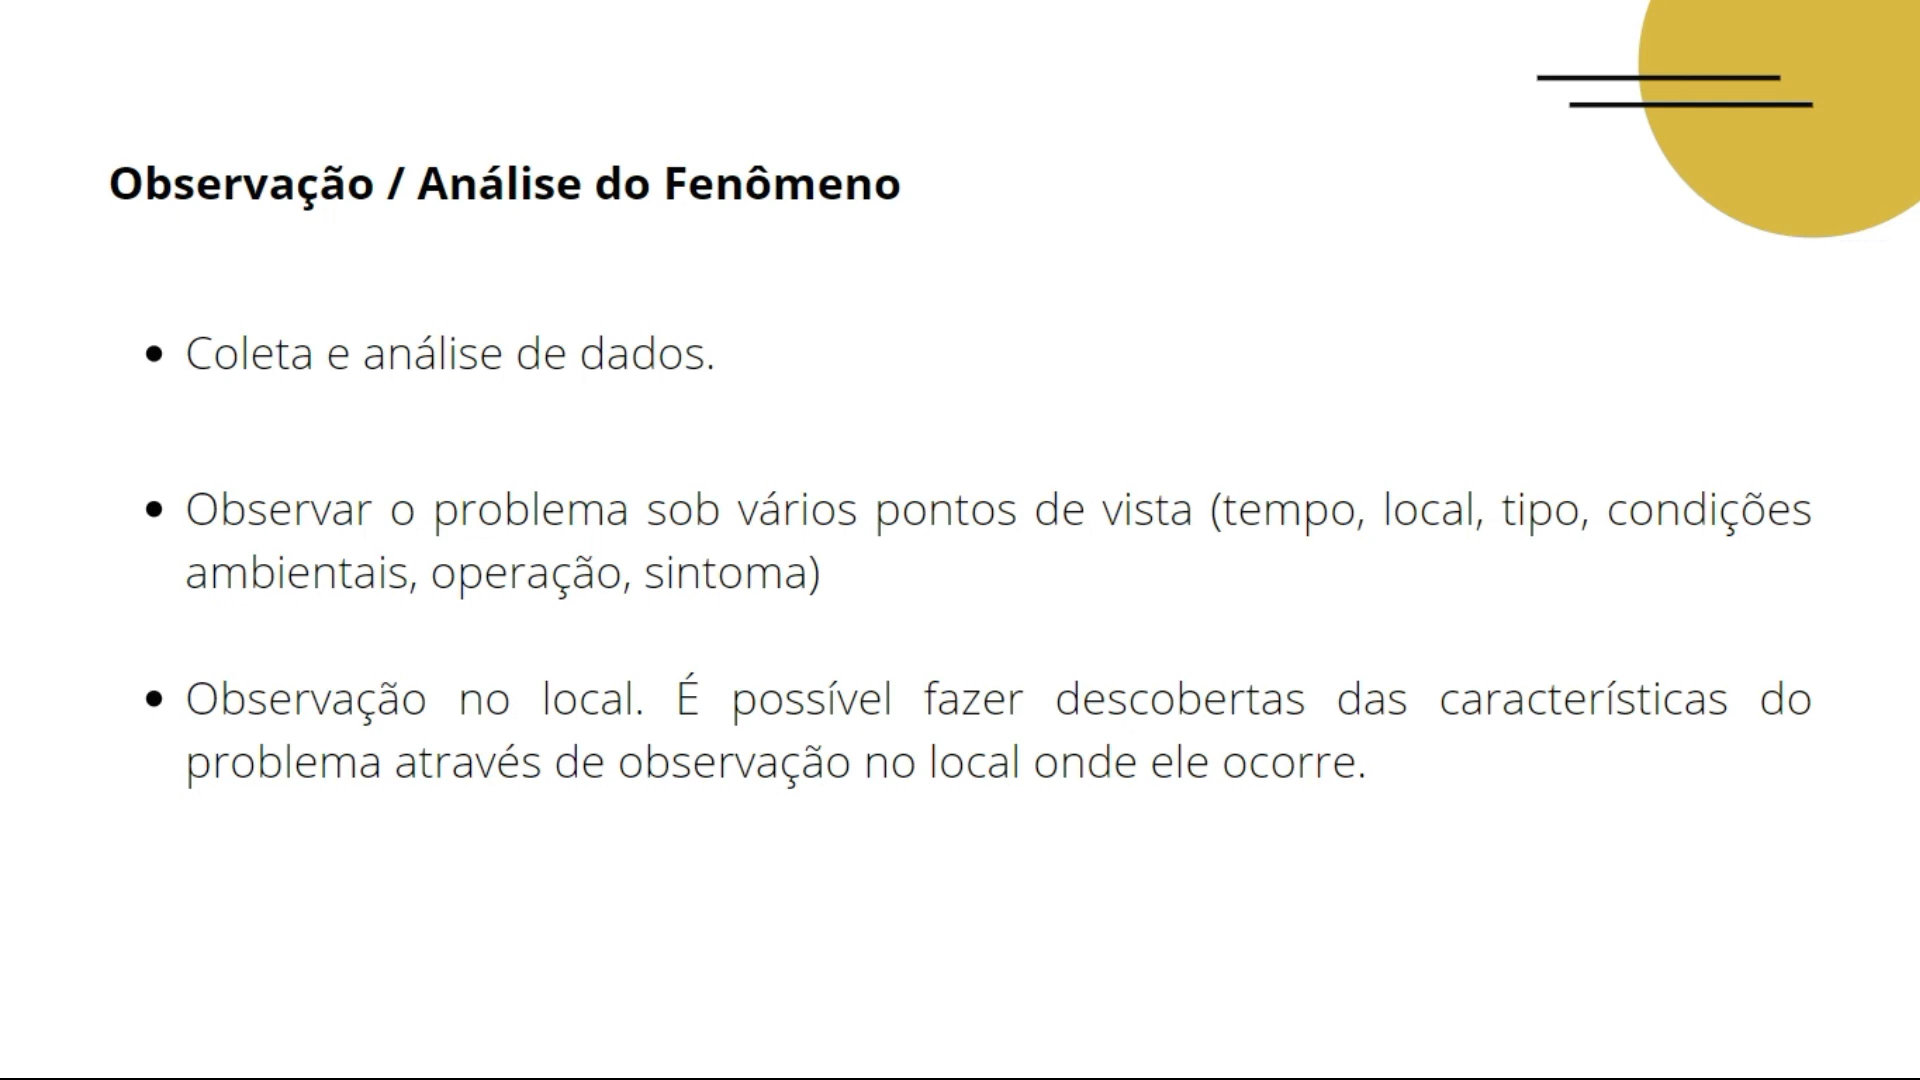 Observação / Análise do Fenômeno
Coleta e análise de dados.
Observar o problema sob vários pontos de vista (tempo, local, tipo, condições
ambientais, operação, sintoma)
Observação no local. É possível fazer descobertas das características do
problema através de observação no local onde ele ocorre.